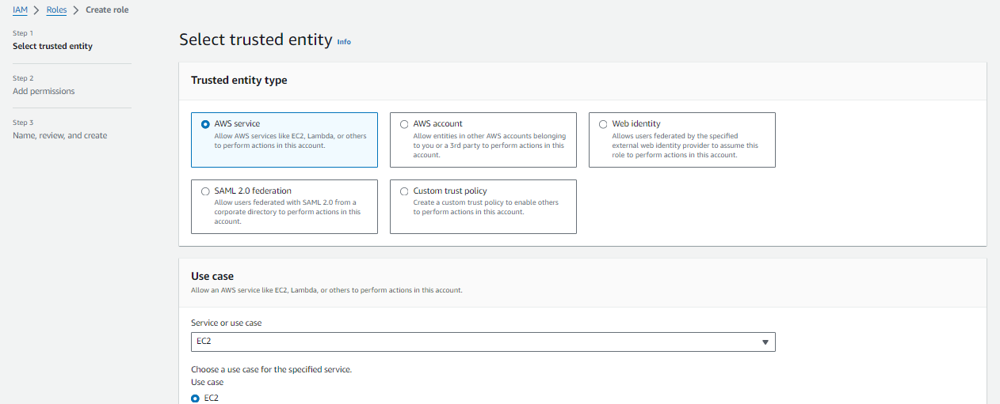 IAM > Roles > Create role
Step 1
Select trusted entity
Step 2
Add permissions
Step 3
Name, review, and create
Select trusted entity Info
Trusted entity type
AWS service
Allow AWS services like EC2, Lambda, or others
to perform actions in this account.
AWS account
Allow entities in other AWS accounts belonging
to you or a 3rd party to perform actions in this
account.
Web identity
Allows users federated by the specified
external web identity provider to assume this
role to perform actions in this account.
SAML 2.0 federation
Allow users federated with SAML 2.0 from a
corporate directory to perform actions in this
account.
Custom trust policy
Create a custom trust policy to enable others
to perform actions in this account.
Use case
Allow an AWS service like EC2, Lambda, or others to perform actions in this account.
Service or use case
EC2
Choose a use case for the specified service.
Use case
EC2